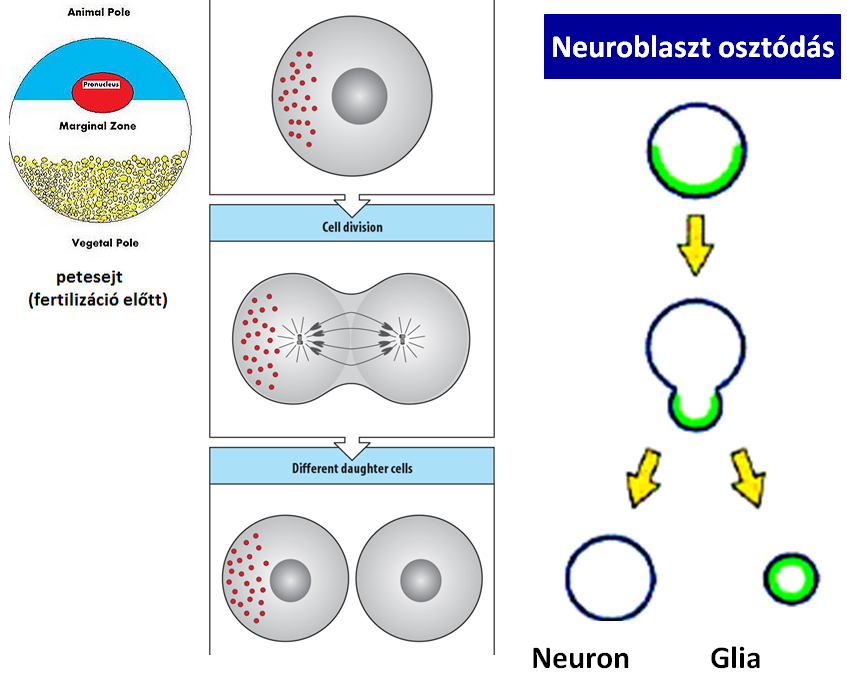 Animal Pole
Pronucleus
Marginal Zone
Vegetal Pole
petesejt
(fertilizáció előtt)
Cell division
Different daughter cells
Neuroblaszt osztódás
Neuron
Glia